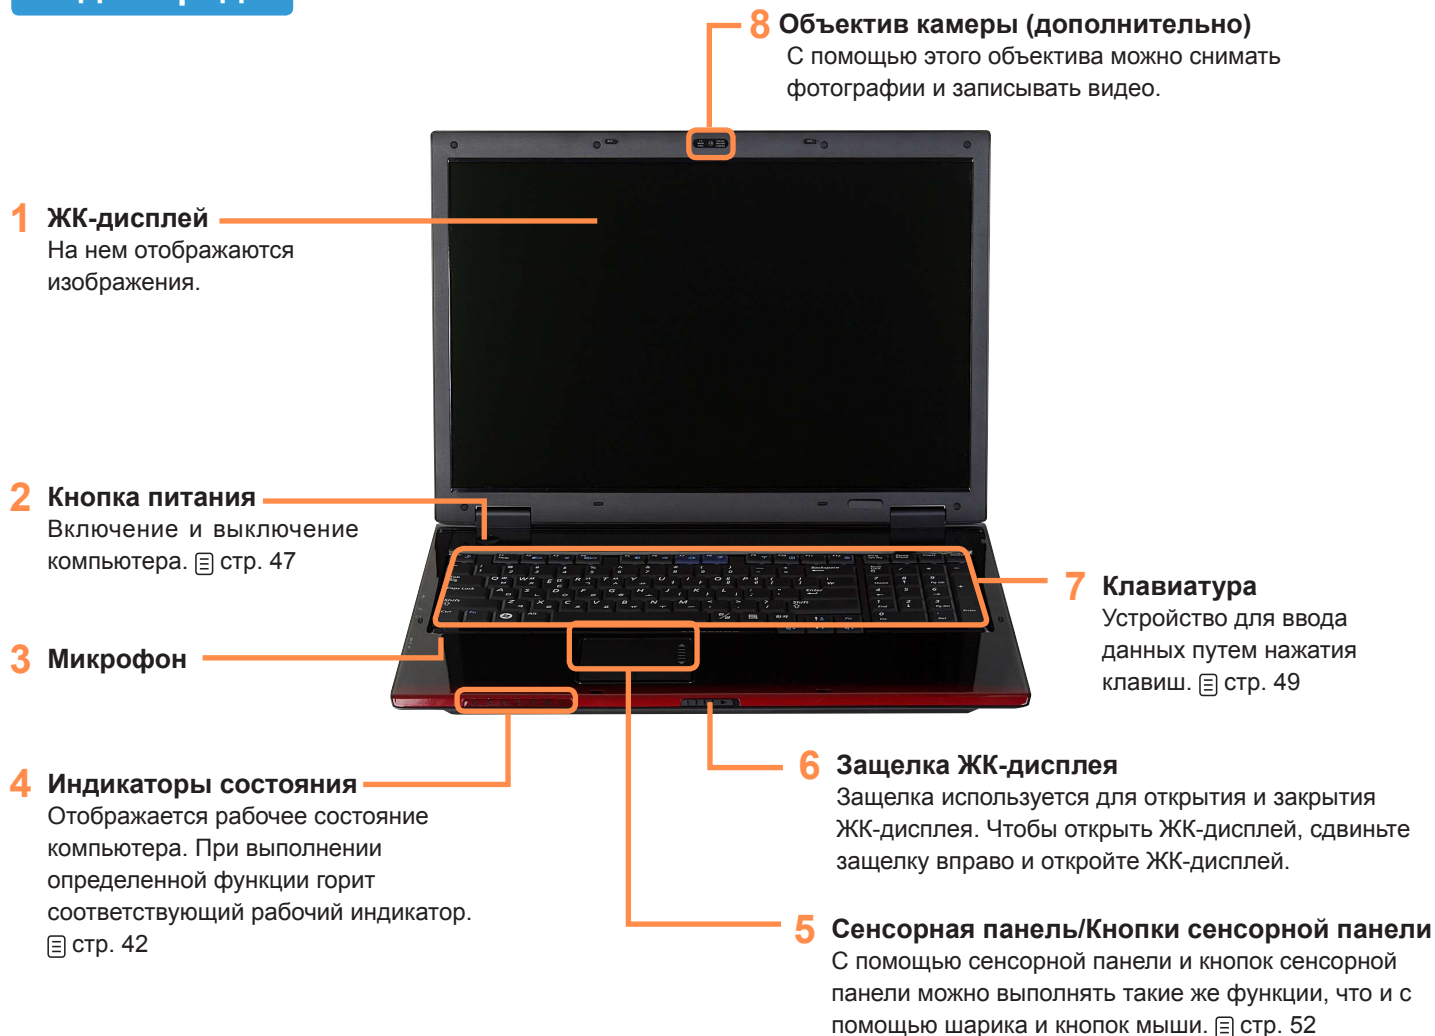 8 Объектив камеры (дополнительно)
С помощью этого объектива можно снимать
фотографии и записывать видео.
1 ЖК-дисплей
На нем отображаются
изображения.
2 Кнопка питания
Включение и выключение
компьютера. стр. 47
3 Микрофон
4 Индикаторы состояния
Отображается рабочее состояние
компьютера. При выполнении
определенной функции горит
соответствующий рабочий индикатор.
стр. 42
7 Клавиатура
Устройство для ввода
данных путем нажатия
клавиш. стр. 49
6 Защелка ЖК-дисплея
Защелка используется для открытия и закрытия
ЖК-дисплея. Чтобы открыть ЖК-дисплей, сдвиньте
защелку вправо и откройте ЖК-дисплей.
5 Сенсорная панель/Кнопки сенсорной панели
С помощью сенсорной панели и кнопок сенсорной
панели можно выполнять такие же функции, что и с
помощью шарика и кнопок мыши. стр. 52